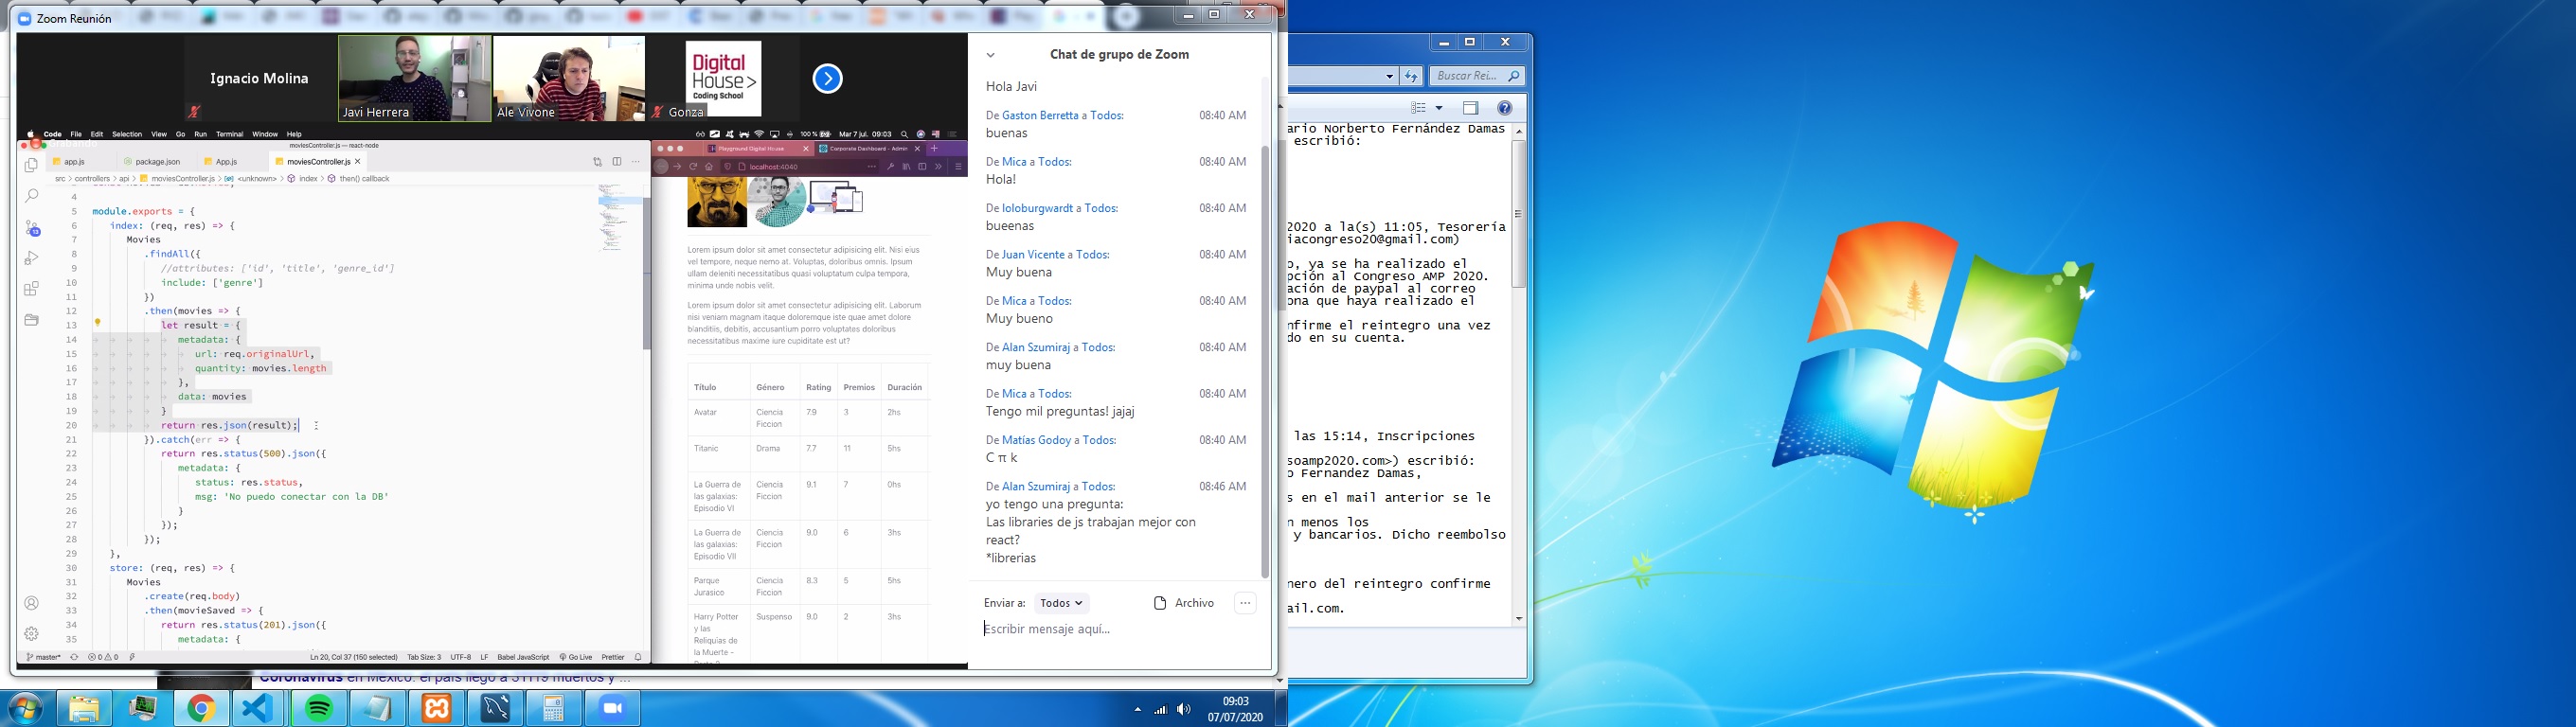 Zoom Reunión
Ignacio Molina
Javi Herrera
Ale Vivone
Digital
House >
Coding School
Gonza
Code File Edit Selection View Go Run Terminal Window Help
100 % Mar 7 jul. 09:03
Grabando
moviesController.js — react-node
app.js
package.json
App.js
moviesController.js
src > controllers > api > moviesController.js > <unknown> > index > then() callback
4
5 module.exports = {
6 index: (req, res) => {
7 Movies
8 .findAll({
9 //attributes: ['id', 'title', 'genre_id']
10 include: ['genre']
11 })
12 .then(movies => {
13 let result = {
14 metadata: {
15 url: req.originalUrl,
16 quantity: movies.length
17 },
18 data: movies
19 }
20 return res.json(result);
21 }).catch(err => {
22 return res.status(500).json({
23 metadata: {
24 status: res.status,
25 msg: 'No puedo conectar con la DB'
26 }
27 });
28 });
29 },
30 store: (req, res) => {
31 Movies
32 .create(req.body)
33 .then(movieSaved => {
34 return res.status(201).json({
35 metadata: {
master* 0 0 Ln 20, Col 37 (150 selected) Tab Size: 3 UTF-8 LF Babel JavaScript Go Live Prettier
Playground Digital House
Corporate Dashboard - Admin
localhost:4040
Lorem ipsum dolor sit amet consectetur adipisicing elit. Nisi eius
vel tempore, neque nemo at. Voluptas, doloribus omnis. Ipsum
ullam deleniti necessitatibus quasi voluptatum culpa tempora,
minima unde nobis velit.
Lorem ipsum dolor sit amet consectetur adipisicing elit. Laborum
nisi veniam magnam itaque doloremque iste quae amet dolore
blanditiis, debitis, accusantium porro voluptates doloribus
necessitatibus maxime iure cupiditate est ut?
Título Género Rating Premios Duración
Avatar Ciencia Ficcion 7.9 3 2hs
Titanic Drama 7.7 11 5hs
La Guerra de las galaxias: Episodio VI Ciencia Ficcion 9.1 7 0hs
La Guerra de las galaxias: Episodio VII Ciencia Ficcion 9.0 6 3hs
Parque Jurasico Ciencia Ficcion 8.3 5 5hs
Harry Potter y las Reliquias de la Muerte - Suspenso 9.0 2 3hs
Chat de grupo de Zoom
Hola Javi
De Gaston Berretta a Todos: 08:40 AM
buenas
De Mica a Todos: 08:40 AM
Hola!
De loloburgwardt a Todos: 08:40 AM
bueenas
De Juan Vicente a Todos: 08:40 AM
Muy buena
De Mica a Todos: 08:40 AM
Muy bueno
De Alan Szumiraj a Todos: 08:40 AM
muy buena
De Mica a Todos: 08:40 AM
Tengo mil preguntas! jajaj
De Matías Godoy a Todos: 08:40 AM
C π k
De Alan Szumiraj a Todos: 08:46 AM
yo tengo una pregunta:
Las libraries de js trabajan mejor con
react?
*librerias
Enviar a: Todos Archivo ...
Escribir mensaje aquí...
Buscar Rei...
ario Norberto Fernández Damas
escribió:
2020 a la(s) 11:05, Tesorería
iacongreso20@gmail.com)
o, ya se ha realizado el
pción al Congreso AMP 2020.
ación de paypal al correo
ona que haya realizado el
nfirme el reintegro una vez
do en su cuenta.
las 15:14, Inscripciones
soamp2020.com>) escribió:
o Fernandez Damas,
s en el mail anterior se le
n menos los
y bancarios. Dicho reembolso
nero del reintegro confirme
ail.com.
Coronavirus en México: el país llegó a 31119 muertos y ...
09:03
07/07/2020